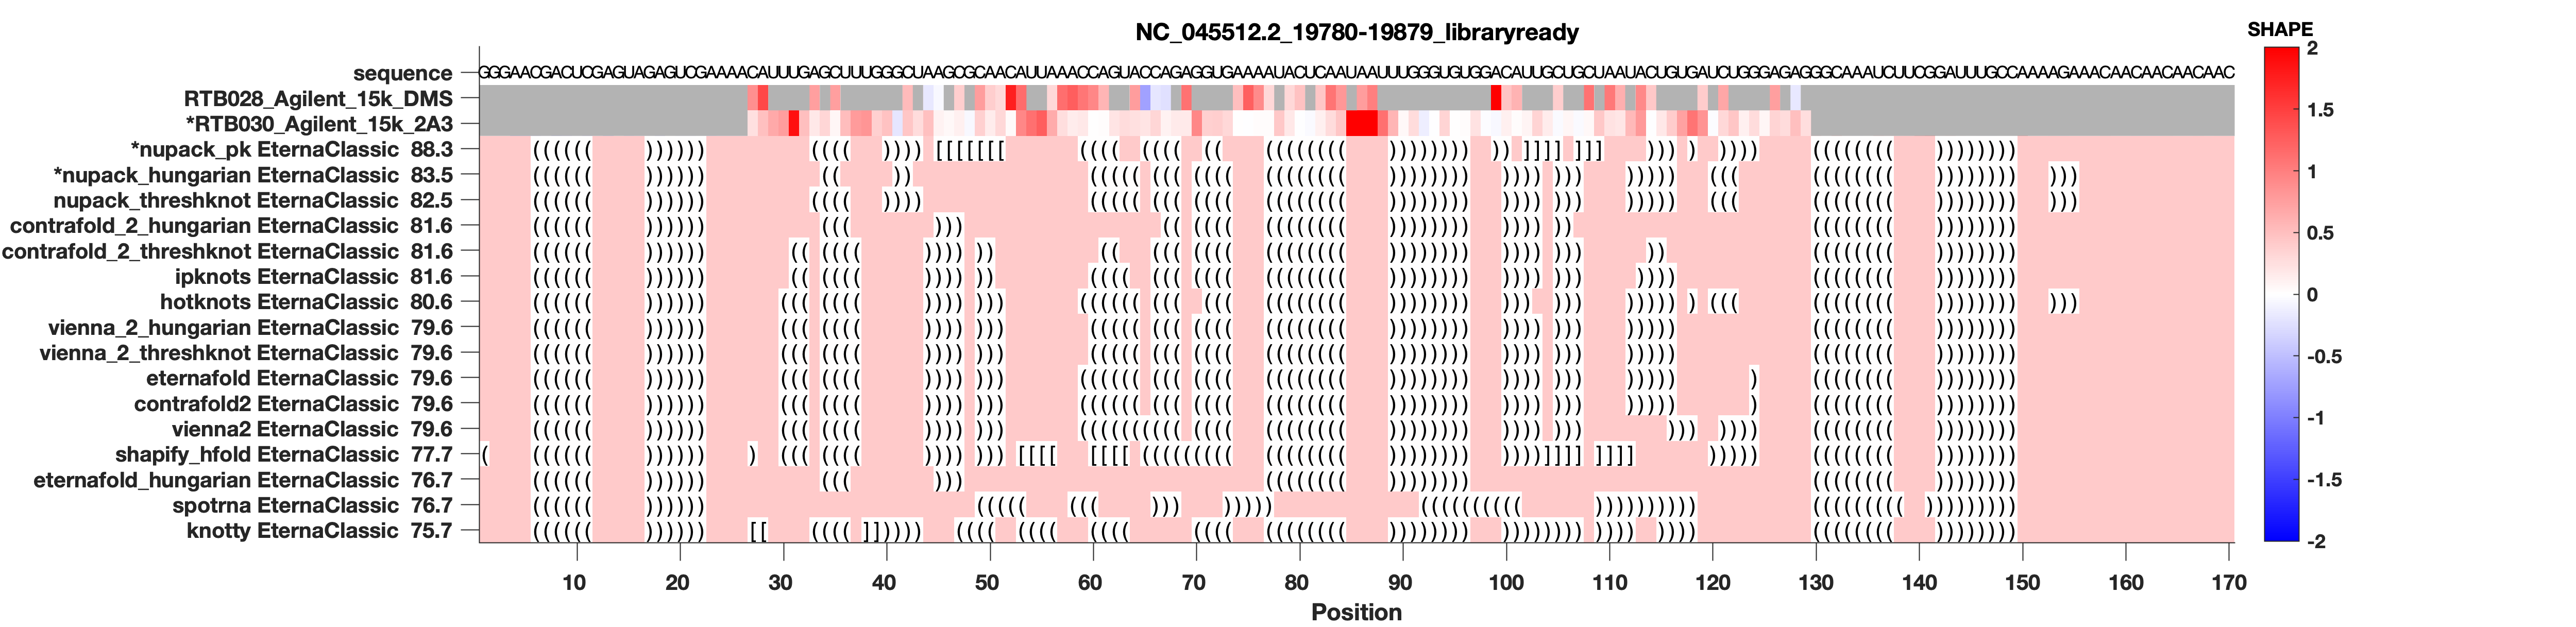 NC_045512.2_19780-19879_libraryready
SHAPE
sequence GGGAACGACUCGAGUAGAGUCGAAAACAUUUGAGCUUUGGGCUAAGCGCAACAUUAAACCAGUACCAGAGGUGAAAAUACUCAAUAAUUUGGGUGUGGACAUUGCUGCUAAUACUGUGAUCUGGGAGAGGGCAAAUCUUCGGAUUUGCCAAAAGAAACAACAACAACAAC
RTB028_Agilent_15k_DMS
*RTB030_Agilent_15k_2A3
*nupack_pk EternaClassic 88.3 (((((( )))))) (((( )))) [[[[[[[ (((( (((( (( (((((((( )))))))) )) ]]]] ]]] ))) ) )))) (((((((( ))))))))
*nupack_hungarian EternaClassic 83.5 (((((( )))))) (( )) ((((( ((( (((( (((((((( )))))))) )))) ))) ))))) ((( (((((((( )))))))) )))
nupack_threshknot EternaClassic 82.5 (((((( )))))) (((( )))) ((((( ((( (((( (((((((( )))))))) )))) ))) ))))) ((( (((((((( )))))))) )))
contrafold_2_hungarian EternaClassic 81.6 (((((( )))))) ((( ))) (( (((( (((((((( )))))))) )))) )) (((((((( ))))))))
contrafold_2_threshknot EternaClassic 81.6 (((((( )))))) (( (((( )))) )) (( ((( (((( (((((((( )))))))) )))) ))) )) (((((((( ))))))))
ipknots EternaClassic 81.6 (((((( )))))) (( (((( )))) )) (((( ((( (((( (((((((( )))))))) )))) ))) )))) (((((((( ))))))))
hotknots EternaClassic 80.6 (((((( )))))) ((( (((( )))) ))) (((((( ((( ((( (((((((( )))))))) ))) ))) ))))) ) ((( (((((((( )))))))) )))
vienna_2_hungarian EternaClassic 79.6 (((((( )))))) ((( (((( )))) ))) ((((( ((( (((( (((((((( )))))))) )))) ))) ))))) (((((((( ))))))))
vienna_2_threshknot EternaClassic 79.6 (((((( )))))) ((( (((( )))) ))) ((((( ((( (((( (((((((( )))))))) )))) ))) ))))) (((((((( ))))))))
eternafold EternaClassic 79.6 (((((( )))))) ((( (((( )))) ))) (((((( ((( (((( (((((((( )))))))) )))) ))) ))))) ) (((((((( ))))))))
contrafold2 EternaClassic 79.6 (((((( )))))) ((( (((( )))) ))) (((((( ((( (((( (((((((( )))))))) )))) ))) ))))) ) (((((((( ))))))))
vienna2 EternaClassic 79.6 (((((( )))))) ((( (((( )))) ))) (((((((((( (((( (((((((( )))))))) )))) ))) ))) )))) (((((((( ))))))))
shapify_hfold EternaClassic 77.7 ( (((((( )))))) ) ((( (((( )))) ))) [[[[ [[[[ ((((((((( (((((((( )))))))) ))))]]]] ]]]] ))))) (((((((( ))))))))
eternafold_hungarian EternaClassic 76.7 (((((( )))))) ((( ))) (((((((( )))))))) (((((((( ))))))))
spotrna EternaClassic 76.7 (((((( )))))) ((((( ((( ))) ))))) (((((((((( )))))))))) ((((((((( )))))))))
knotty EternaClassic 75.7 (((((( )))))) [[ (((( ]])))) (((( (((( (((( (((( (((((((( )))))))) )))))))) )))) )))) (((((((( ))))))))
2
1.5
1
0.5
0
-0.5
-1
-1.5
-2
10 20 30 40 50 60 70 80 90 100 110 120 130 140 150 160 170
Position